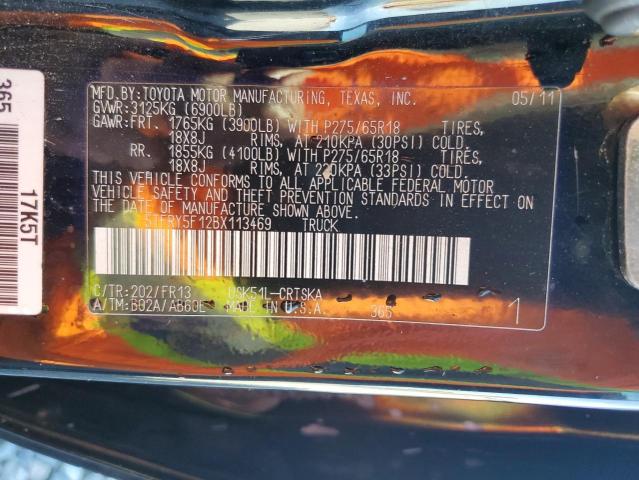 MFD.BY:TOYOTA MOTOR MANUFACTURING, TEXAS, INC. 05/11
GVWR:3125KG (6900LB)
GAWR:FRT. 1765KG (3900LB) WITH P275/65R18 TIRES,
18X8J RIMS, AT 210KPA (30PSI) COLD.
RR. 1855KG (4100LB) WITH P275/65R18 TIRES,
18X8J RIMS, AT 230KPA (33PSI) COLD.
THIS VEHICLE CONFORMS TO ALL APPLICABLE FEDERAL MOTOR
VEHICLE SAFETY AND THEFT PREVENTION STANDARDS IN EFFECT ON
THE DATE OF MANUFACTURE SHOWN ABOVE.
5TFRY5F12BX113469 TRUCK
C/TR:202/FR13 USK51L-CRTSKA
A/TM:B02A/AB60E MADE IN U.S.A. 365 1
365
17K5T